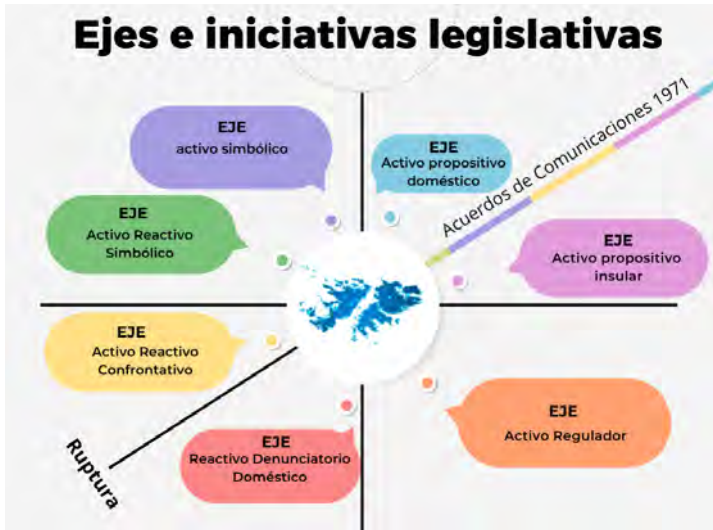 Ejes e iniciativas legislativas
EJE
activo simbólico
EJE
Activo propositivo
doméstico
Acuerdos de Comunicaciones 1971
EJE
Activo Reactivo
Simbólico
EJE
Activo propositivo
insular
EJE
Activo Reactivo
Confrontativo
EJE
Activo Regulador
Ruptura
EJE
Reactivo Denunciatorio
Doméstico